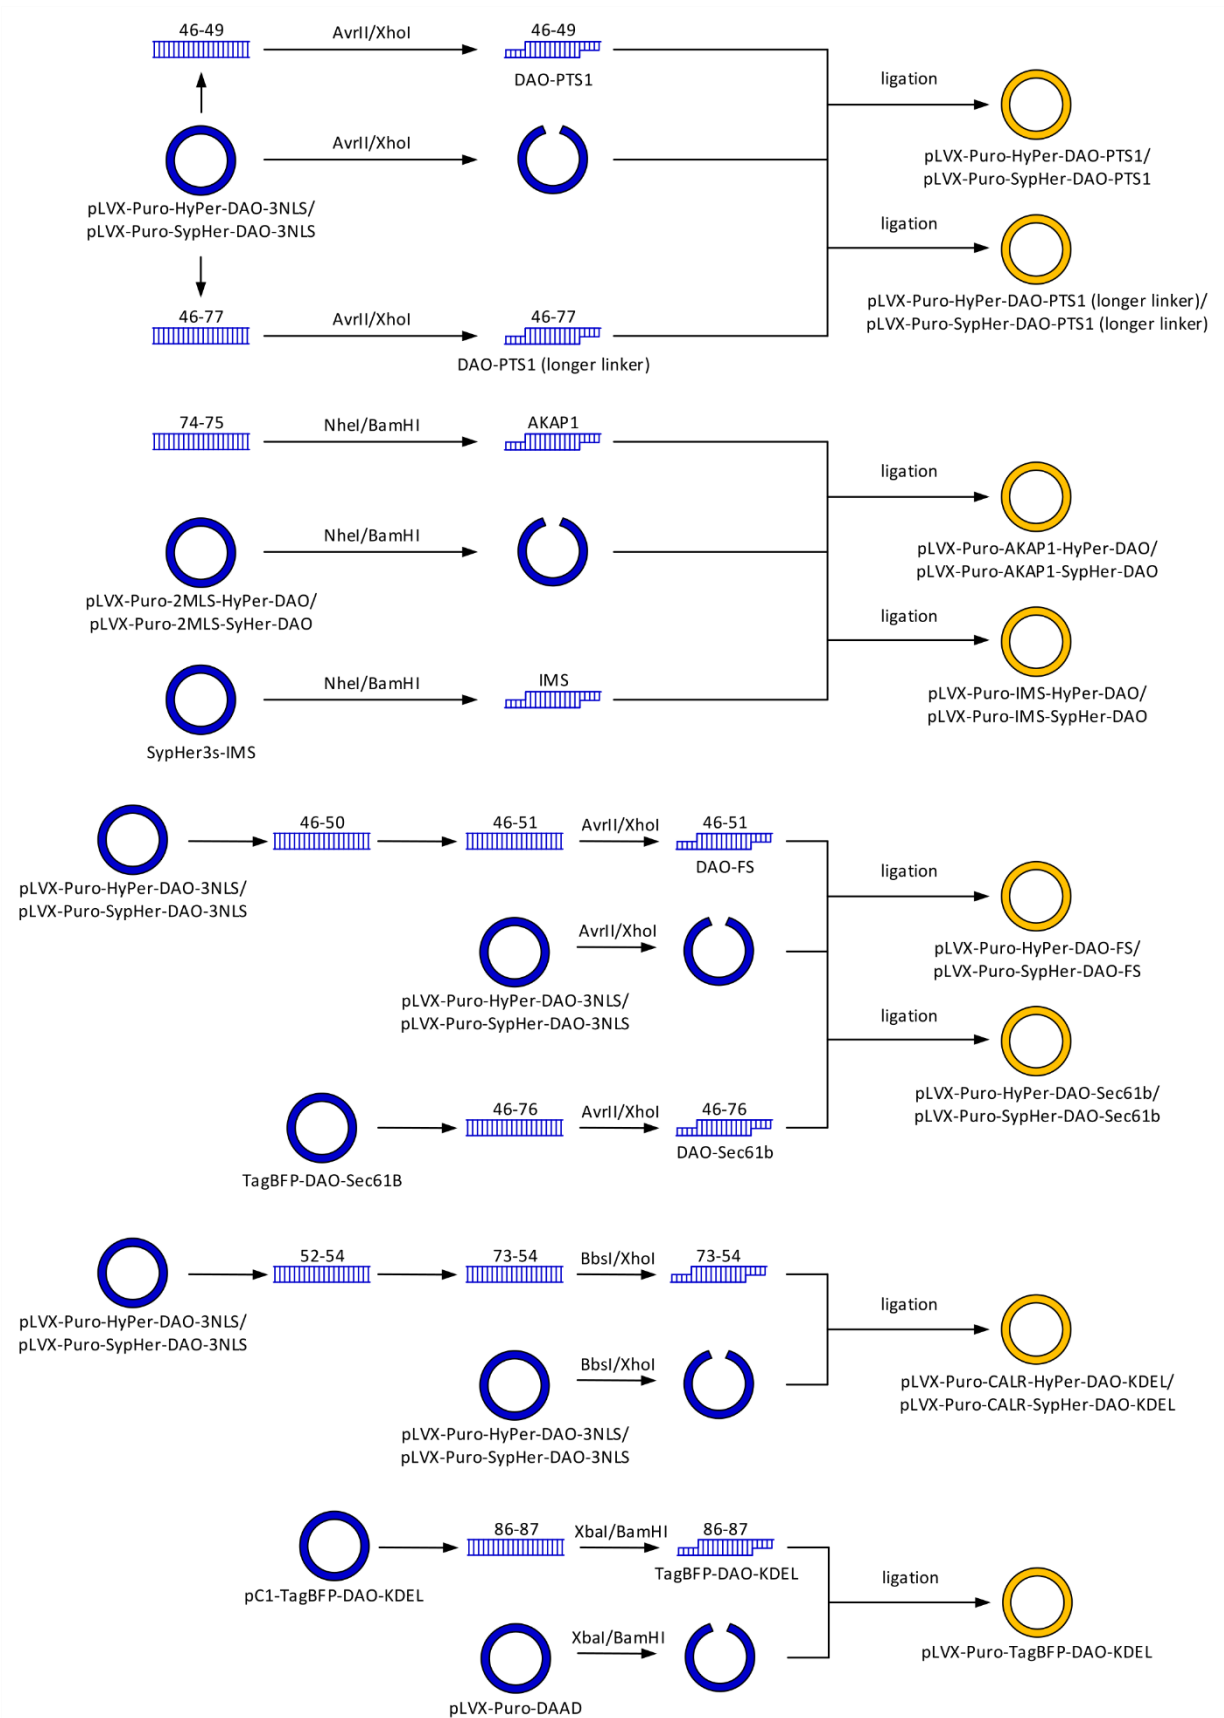 46-49
AvrII/XhoI
46-49
DAO-PTS1
ligation
AvrII/XhoI
pLVX-Puro-HyPer-DAO-PTS1/
pLVX-Puro-SypHer-DAO-PTS1
pLVX-Puro-HyPer-DAO-3NLS/
pLVX-Puro-SypHer-DAO-3NLS
ligation
pLVX-Puro-HyPer-DAO-PTS1 (longer linker)/
pLVX-Puro-SypHer-DAO-PTS1 (longer linker)
46-77
AvrII/XhoI
46-77
DAO-PTS1 (longer linker)
74-75
NheI/BamHI
AKAP1
ligation
NheI/BamHI
pLVX-Puro-AKAP1-HyPer-DAO/
pLVX-Puro-AKAP1-SypHer-DAO
pLVX-Puro-2MLS-HyPer-DAO/
pLVX-Puro-2MLS-SyHer-DAO
ligation
NheI/BamHI
IMS
pLVX-Puro-IMS-HyPer-DAO/
pLVX-Puro-IMS-SypHer-DAO
SypHer3s-IMS
46-50
46-51
AvrII/XhoI
46-51
DAO-FS
ligation
pLVX-Puro-HyPer-DAO-3NLS/
pLVX-Puro-SypHer-DAO-3NLS
AvrII/XhoI
pLVX-Puro-HyPer-DAO-FS/
pLVX-Puro-SypHer-DAO-FS
pLVX-Puro-HyPer-DAO-3NLS/
pLVX-Puro-SypHer-DAO-3NLS
ligation
pLVX-Puro-HyPer-DAO-Sec61b/
pLVX-Puro-SypHer-DAO-Sec61b
46-76
AvrII/XhoI
46-76
DAO-Sec61b
TagBFP-DAO-Sec61B
52-54
73-54
BbsI/XhoI
73-54
ligation
pLVX-Puro-HyPer-DAO-3NLS/
pLVX-Puro-SypHer-DAO-3NLS
BbsI/XhoI
pLVX-Puro-CALR-HyPer-DAO-KDEL/
pLVX-Puro-CALR-SypHer-DAO-KDEL
pLVX-Puro-HyPer-DAO-3NLS/
pLVX-Puro-SypHer-DAO-3NLS
86-87
XbaI/BamHI
86-87
TagBFP-DAO-KDEL
ligation
pC1-TagBFP-DAO-KDEL
XbaI/BamHI
pLVX-Puro-TagBFP-DAO-KDEL
pLVX-Puro-DAAD